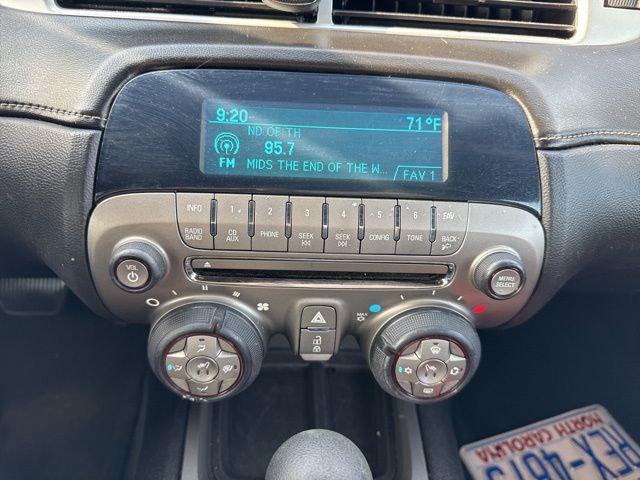 9:20 71°F
ND OF TH
95.7
FM MIDS THE END OF THE W... FAV 1
INFO 1 2 3 4 5 6 FAV
RADIO BAND CD AUX PHONE SEEK SEEK CONFIG TONE BACK
VOL
MENU SELECT
MAX
NORTH CAROLINA
REX-4675